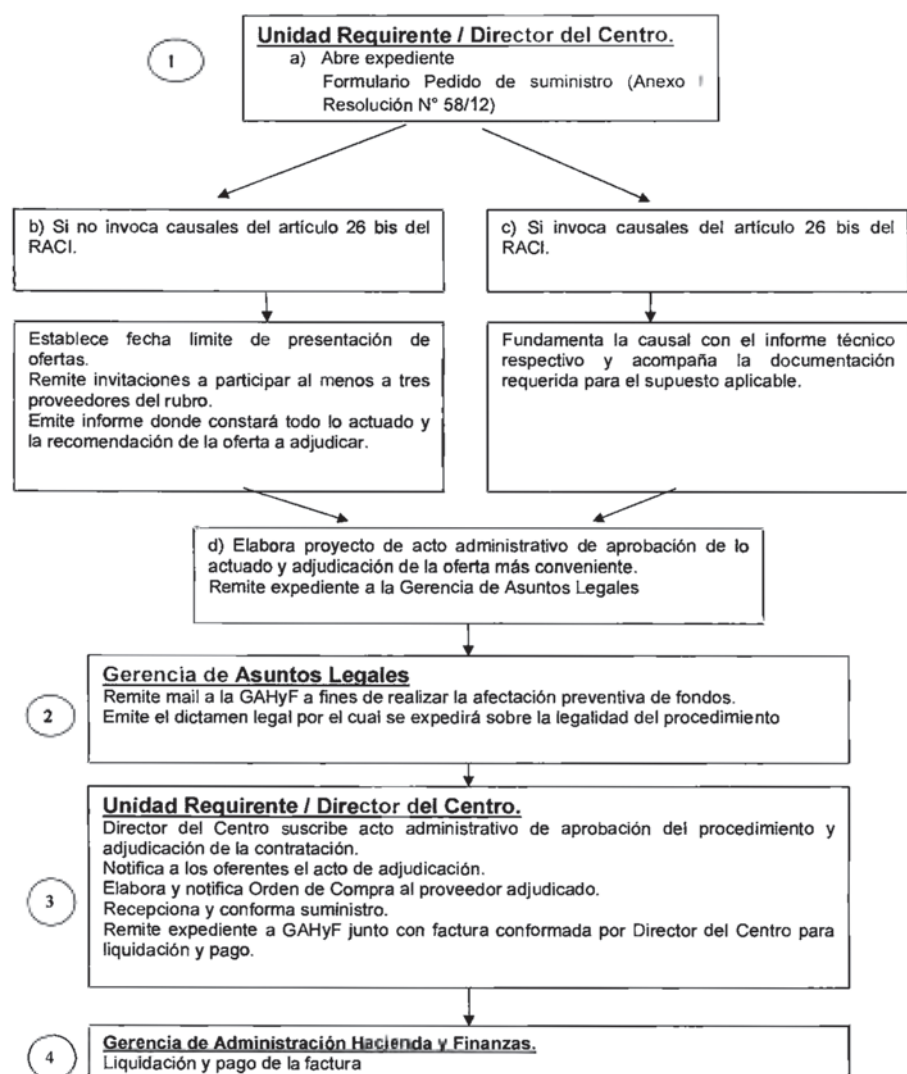 1
Unidad Requirente / Director del Centro.
a) Abre expediente
Formulario Pedido de suministro (Anexo I
Resolución N° 58/12)
b) Si no invoca causales del artículo 26 bis del
RACI.
c) Si invoca causales del artículo 26 bis del
RACI.
Establece fecha limite de presentación de
ofertas.
Remite invitaciones a participar al menos a tres
proveedores del rubro.
Emite informe donde constará todo lo actuado y
la recomendación de la oferta a adjudicar.
Fundamenta la causal con el informe técnico
respectivo y acompaña la documentación
requerida para el supuesto aplicable.
d) Elabora proyecto de acto administrativo de aprobación de lo
actuado y adjudicación de la oferta más conveniente.
Remite expediente a la Gerencia de Asuntos Legales
2
Gerencia de Asuntos Legales
Remite mail a la GAHyF a fines de realizar la afectación preventiva de fondos.
Emite el dictamen legal por el cual se expedirá sobre la legalidad del procedimiento
3
Unidad Requirente / Director del Centro.
Director del Centro suscribe acto administrativo de aprobación del procedimiento y
adjudicación de la contratación.
Notifica a los oferentes el acto de adjudicación.
Elabora y notifica Orden de Compra al proveedor adjudicado.
Recepciona y conforma suministro.
Remite expediente a GAHyF junto con factura conformada por Director del Centro para
liquidación y pago.
4
Gerencia de Administración Hacienda y Finanzas.
Liquidación y pago de la factura